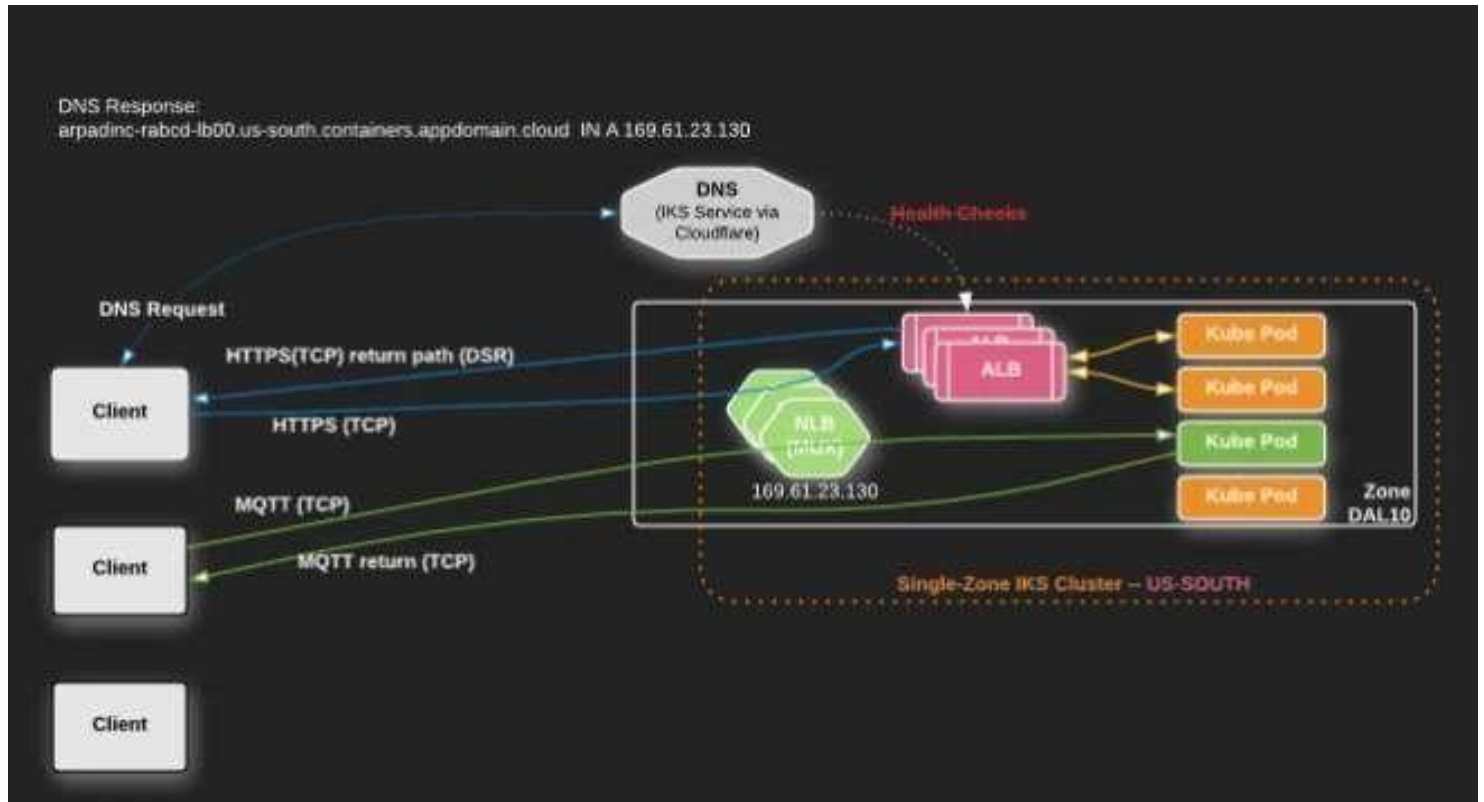 DNS Response:
arpadinc-rabcd-lb00.us-south.containers.appdomain.cloud IN A 169.61.23.130
DNS
(IKS Service via
Cloudflare)
Health Checks
DNS Request
HTTPS(TCP) return path (DSR)
Client
HTTPS (TCP)
ALB
ALB
Kube Pod
Kube Pod
Kube Pod
Kube Pod
NLB
(MUX)
169.61.23.130
Zone
DAL10
MQTT (TCP)
Client
MQTT return (TCP)
Single-Zone IKS Cluster – US-SOUTH
Client